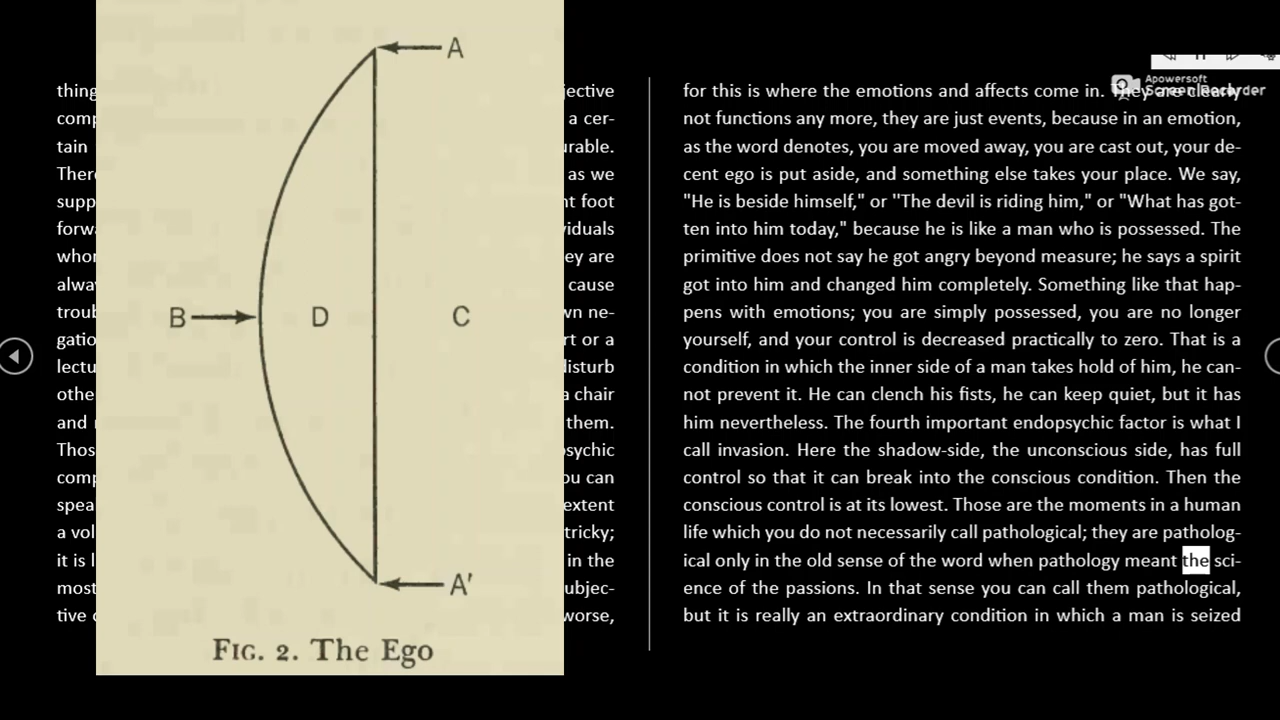 thing
comp
tain
There
supp
forwa
whor
alway
troub
gatio
lectu
othe
and
Thos
comp
spea
a vol
it is l
most
tive
A
B
D
C
A'
FIG. 2. The Ego
jective
a cer-
urable.
as we
nt foot
viduals
ey are
cause
wn ne-
rt or a
disturb
a chair
them.
psychic
ou can
extent
tricky;
in the
ubjec-
worse,
for this is where the emotions and affects come in. They are clearly
not functions any more, they are just events, because in an emotion,
as the word denotes, you are moved away, you are cast out, your de-
cent ego is put aside, and something else takes your place. We say,
"He is beside himself," or "The devil is riding him," or "What has got-
ten into him today," because he is like a man who is possessed. The
primitive does not say he got angry beyond measure; he says a spirit
got into him and changed him completely. Something like that hap-
pens with emotions; you are simply possessed, you are no longer
yourself, and your control is decreased practically to zero. That is a
condition in which the inner side of a man takes hold of him, he can-
not prevent it. He can clench his fists, he can keep quiet, but it has
him nevertheless. The fourth important endopsychic factor is what I
call invasion. Here the shadow-side, the unconscious side, has full
control so that it can break into the conscious condition. Then the
conscious control is at its lowest. Those are the moments in a human
life which you do not necessarily call pathological; they are patholog-
ical only in the old sense of the word when pathology meant the sci-
ence of the passions. In that sense you can call them pathological,
but it is really an extraordinary condition in which a man is seized
Apowersoft
Screen Recorder